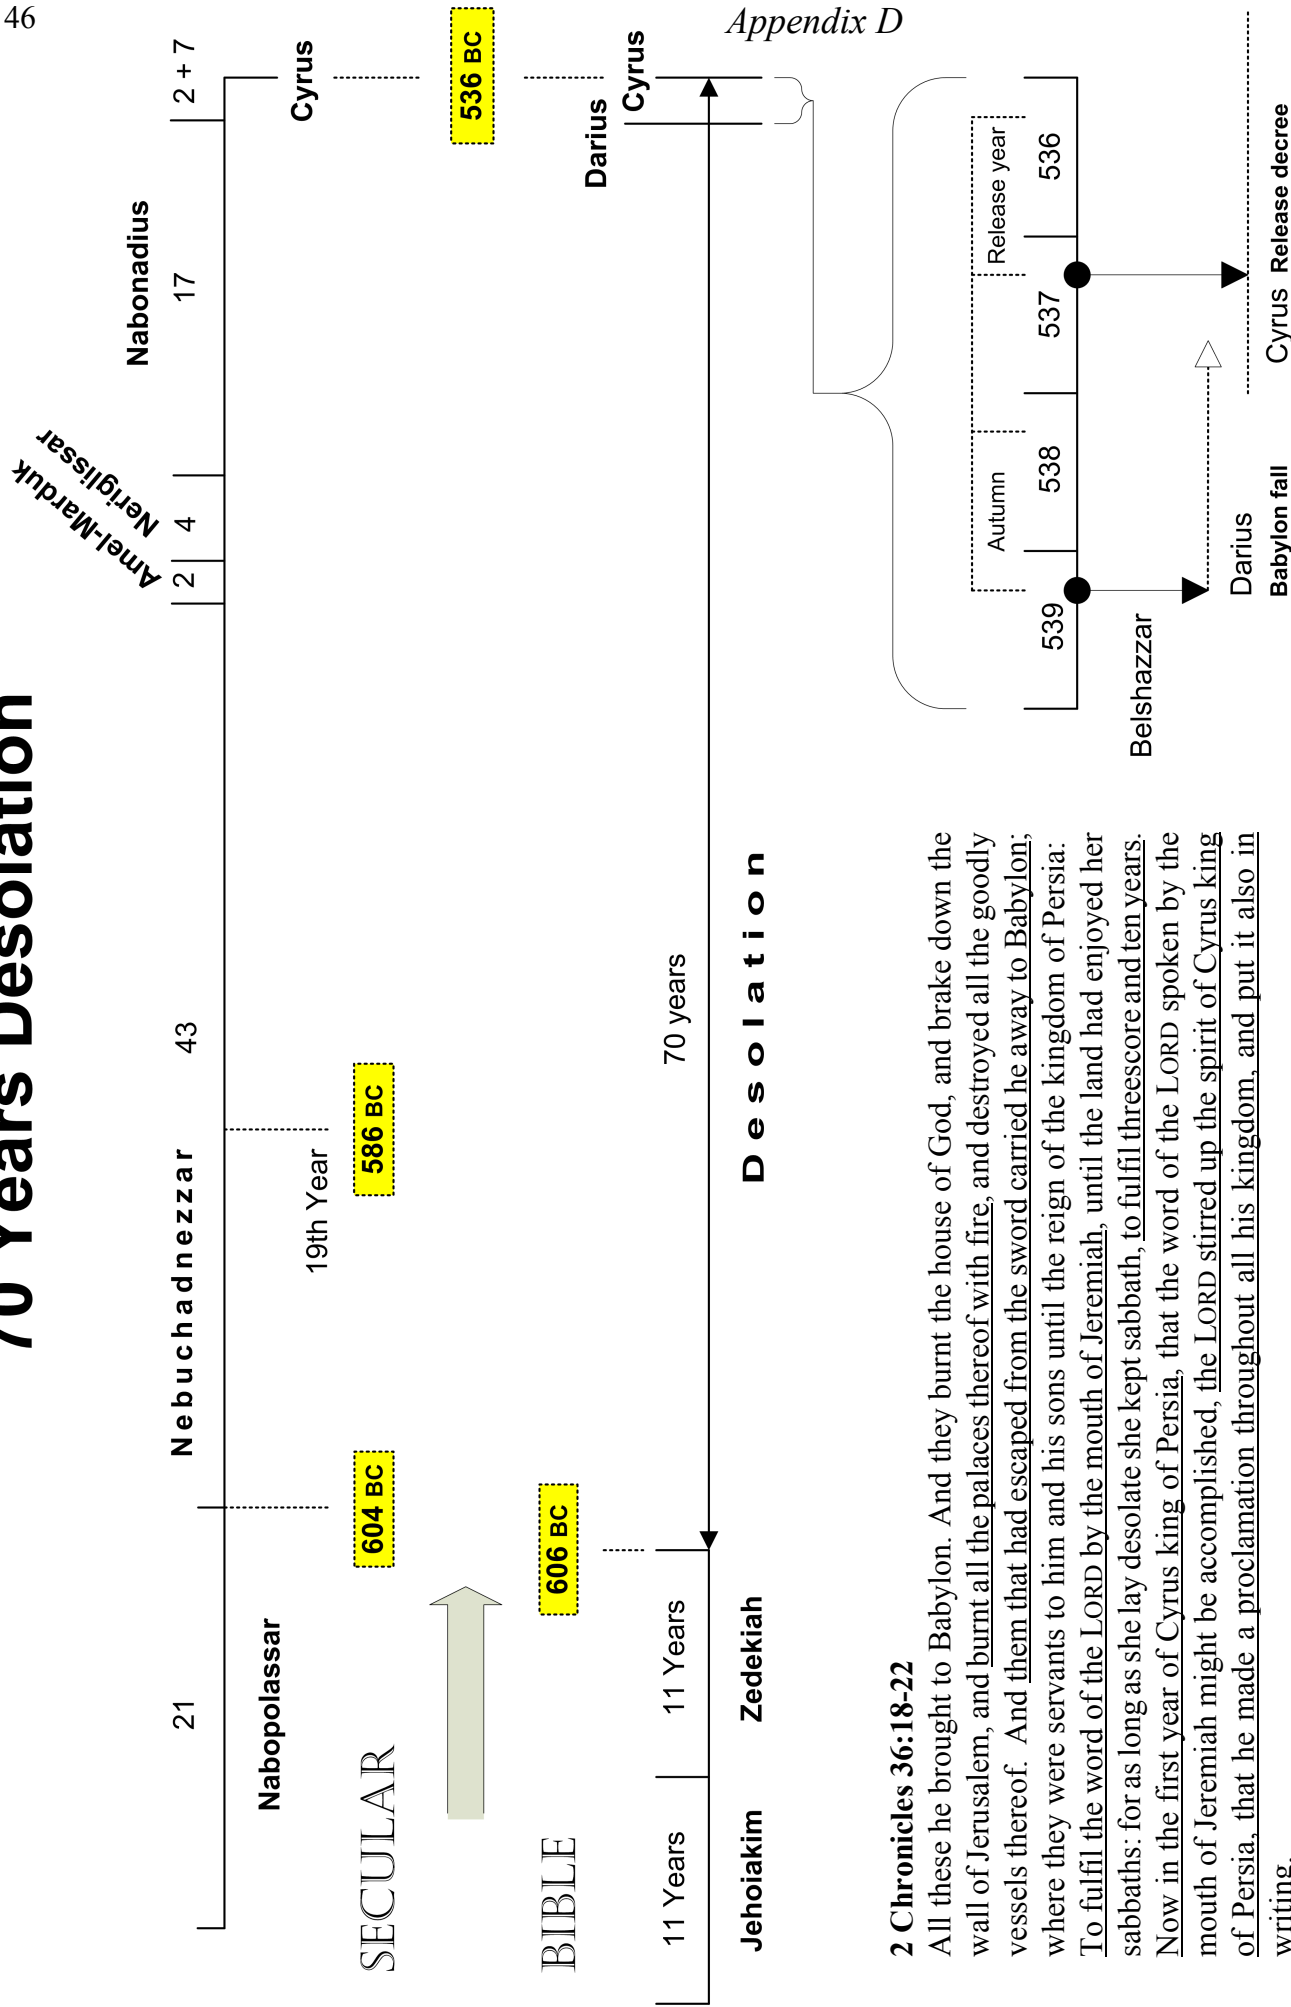 46
Appendix D
70 Years Desolation
Amel-Marduk
Neriglissar
Nabonadius
21
43
2
4
17
2 + 7
Nebuchadnezzar
Nabopolassar
Cyrus
19th Year
SECULAR
604 BC
586 BC
536 BC
BIBLE
606 BC
Darius
Cyrus
11 Years
11 Years
70 years
Jehoiakim
Zedekiah
Desolation
Autumn
Release year
539
538
537
536
Belshazzar
Darius
Cyrus
Babylon fall
Release decree
2 Chronicles 36:18-22
All these he brought to Babylon. And they burnt the house of God, and brake down the
wall of Jerusalem, and burnt all the palaces thereof with fire, and destroyed all the goodly
vessels thereof. And them that had escaped from the sword carried he away to Babylon;
where they were servants to him and his sons until the reign of the kingdom of Persia:
To fulfil the word of the LORD by the mouth of Jeremiah, until the land had enjoyed her
sabbaths: for as long as she lay desolate she kept sabbath, to fulfil threescore and ten years.
Now in the first year of Cyrus king of Persia, that the word of the LORD spoken by the
mouth of Jeremiah might be accomplished, the LORD stirred up the spirit of Cyrus king
of Persia, that he made a proclamation throughout all his kingdom, and put it also in
writing.